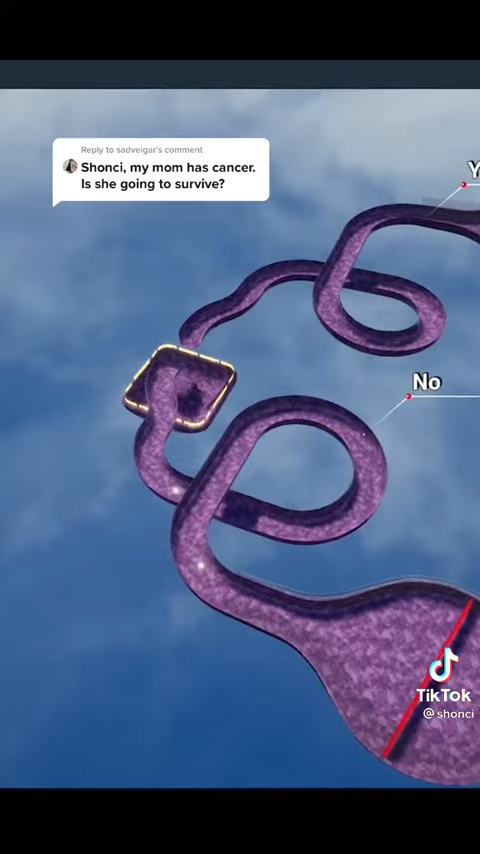 Reply to sadveigar's comment
Shonci, my mom has cancer.
Is she going to survive?
Y
No
TikTok
@shonci